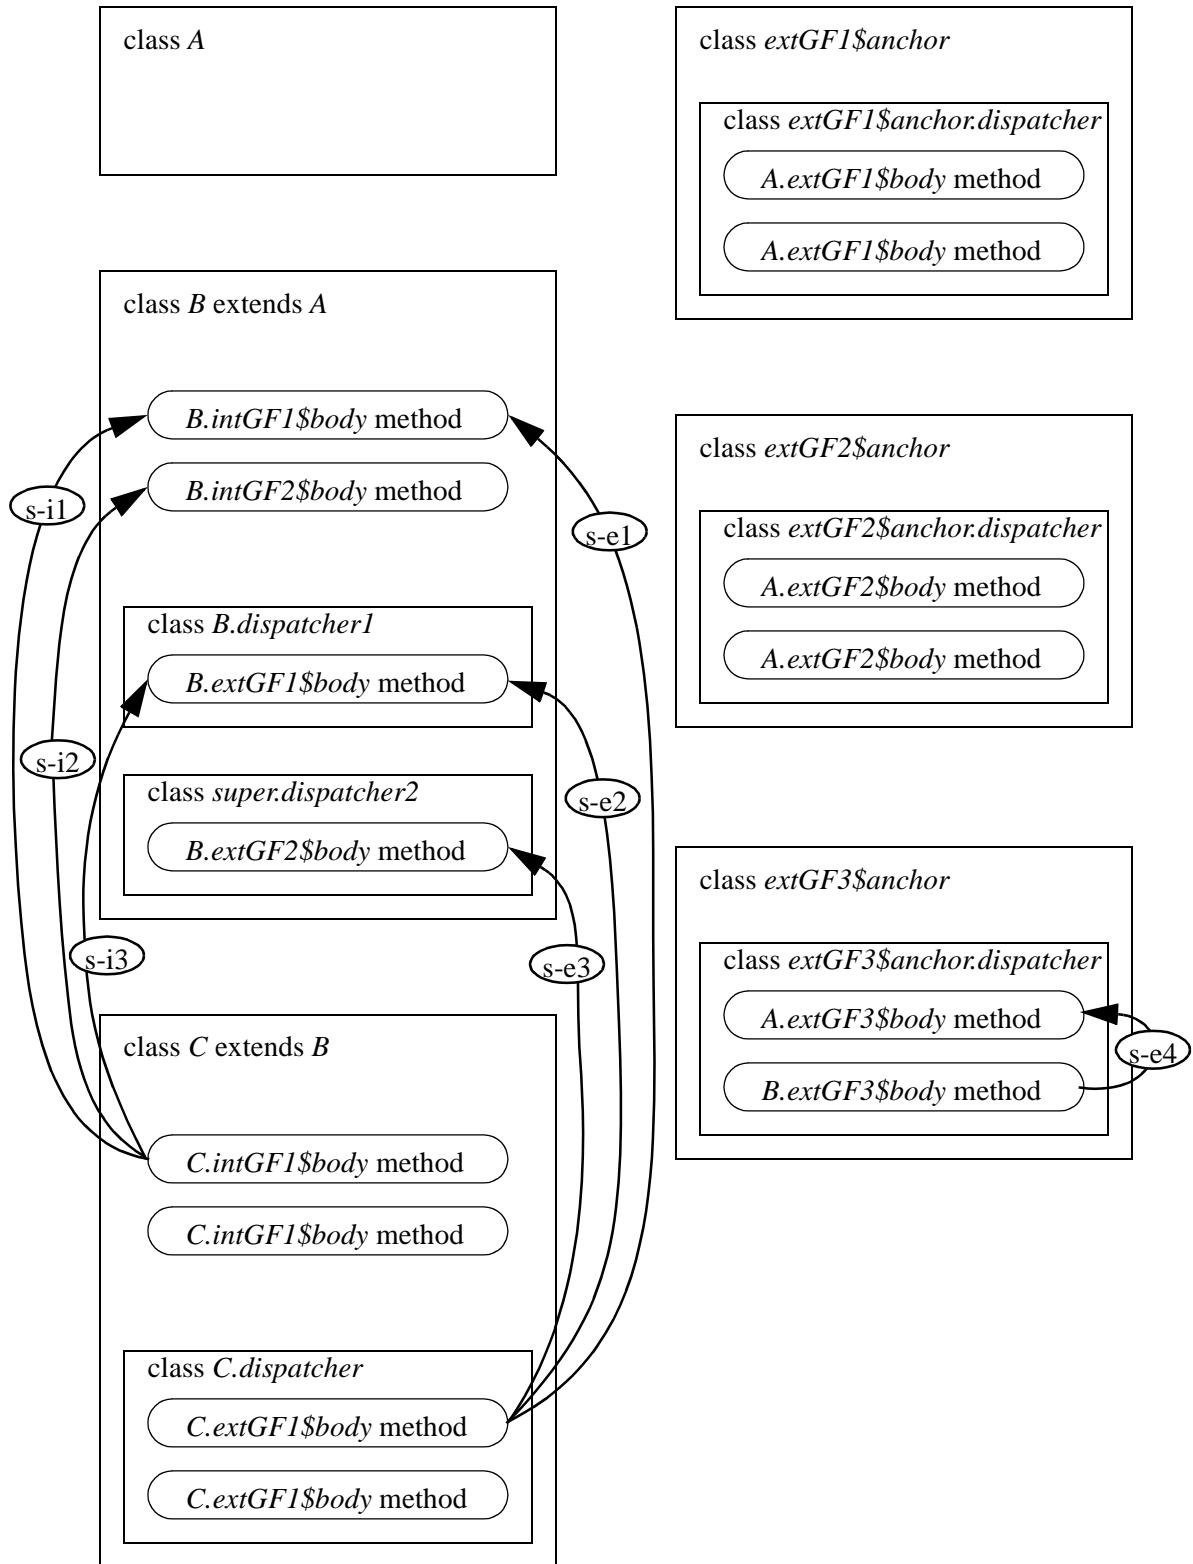 class A
class B extends A
B.intGF1$body method
B.intGF2$body method
class B.dispatcher1
B.extGF1$body method
class super.dispatcher2
B.extGF2$body method
class C extends B
C.intGF1$body method
C.intGF1$body method
class C.dispatcher
C.extGF1$body method
C.extGF1$body method
s-i1
s-i2
s-i3
s-e1
s-e2
s-e3
class extGF1$anchor
class extGF1$anchor.dispatcher
A.extGF1$body method
A.extGF1$body method
class extGF2$anchor
class extGF2$anchor.dispatcher
A.extGF2$body method
A.extGF2$body method
class extGF3$anchor
class extGF3$anchor.dispatcher
A.extGF3$body method
B.extGF3$body method
s-e4